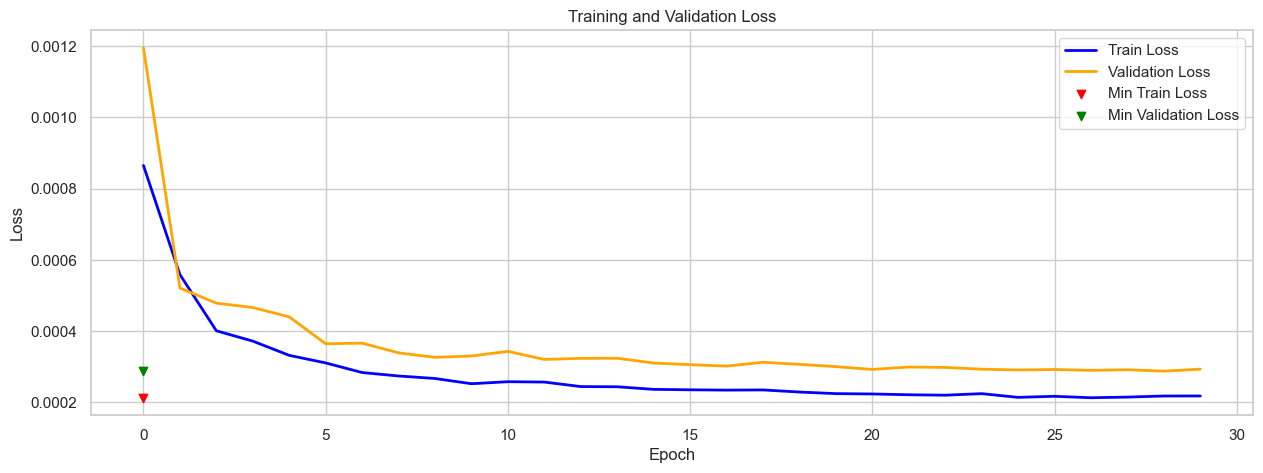 Training and Validation Loss
0.0012
0.0010
0.0008
0.0006
0.0004
0.0002
Loss
Train Loss
Validation Loss
Min Train Loss
Min Validation Loss
0 5 10 15 20 25 30
Epoch